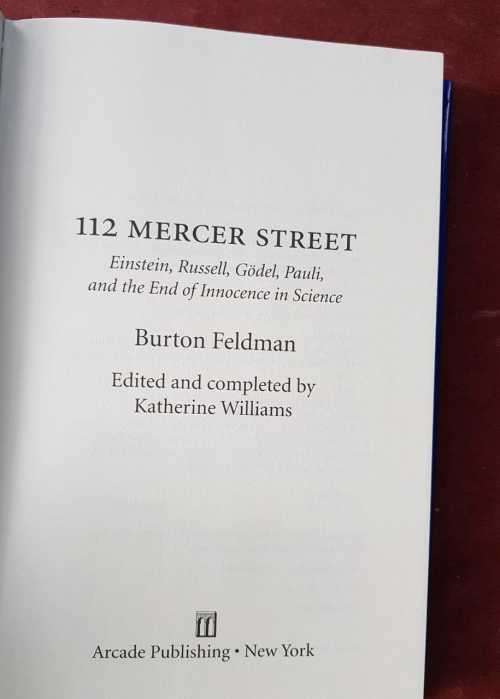 112 MERCER STREET
Einstein, Russell, Gödel, Pauli,
and the End of Innocence in Science
Burton Feldman
Edited and completed by
Katherine Williams
Arcade Publishing • New York